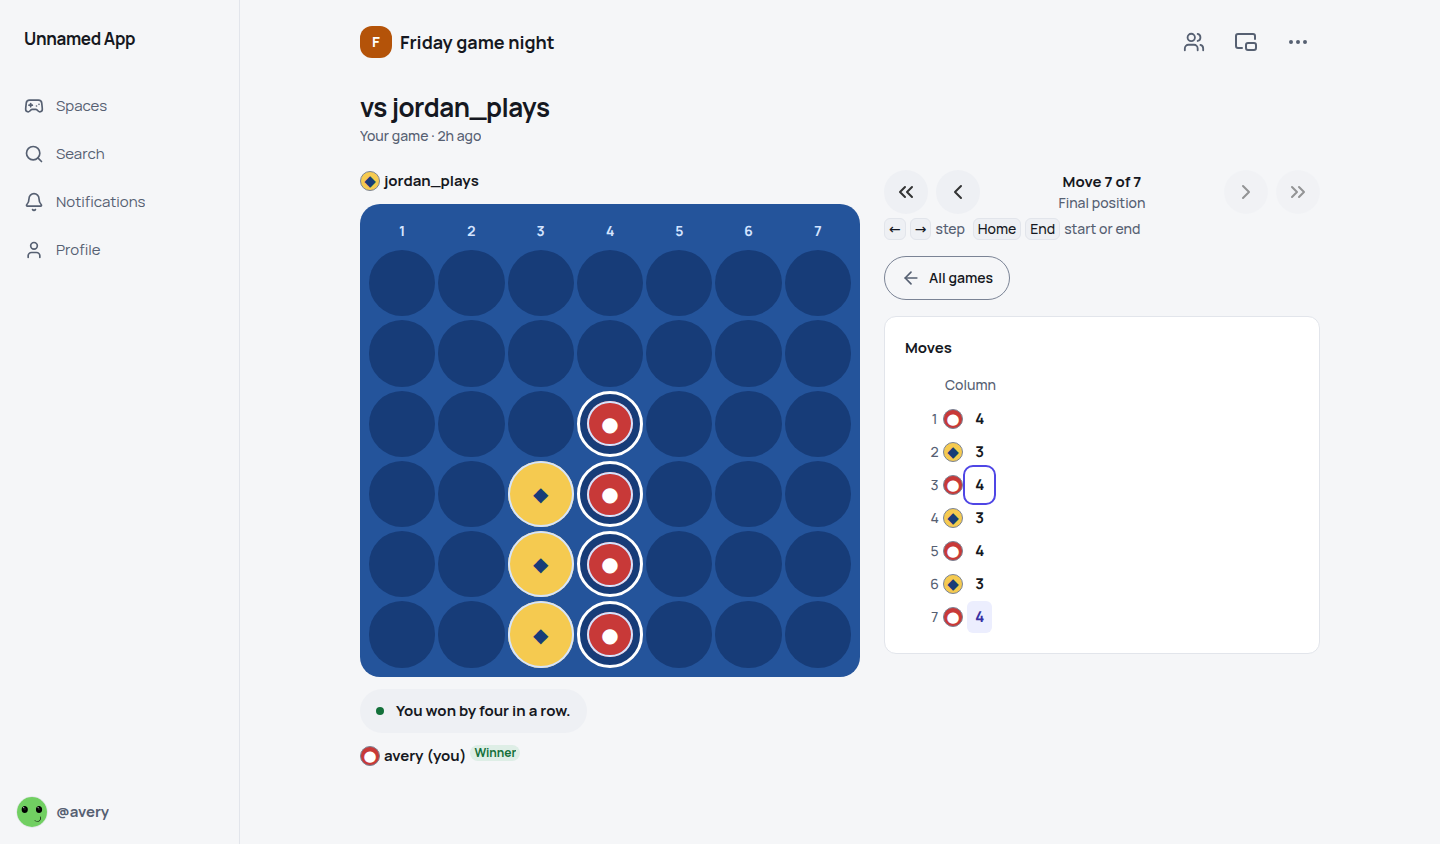 Unnamed App
Spaces
Search
Notifications
Profile
@avery
F Friday game night
vs jordan_plays
Your game · 2h ago
jordan_plays
1 2 3 4 5 6 7
You won by four in a row.
avery (you) Winner
Move 7 of 7
Final position
← → step Home End start or end
All games
Moves
Column
1 4
2 3
3 4
4 3
5 4
6 3
7 4